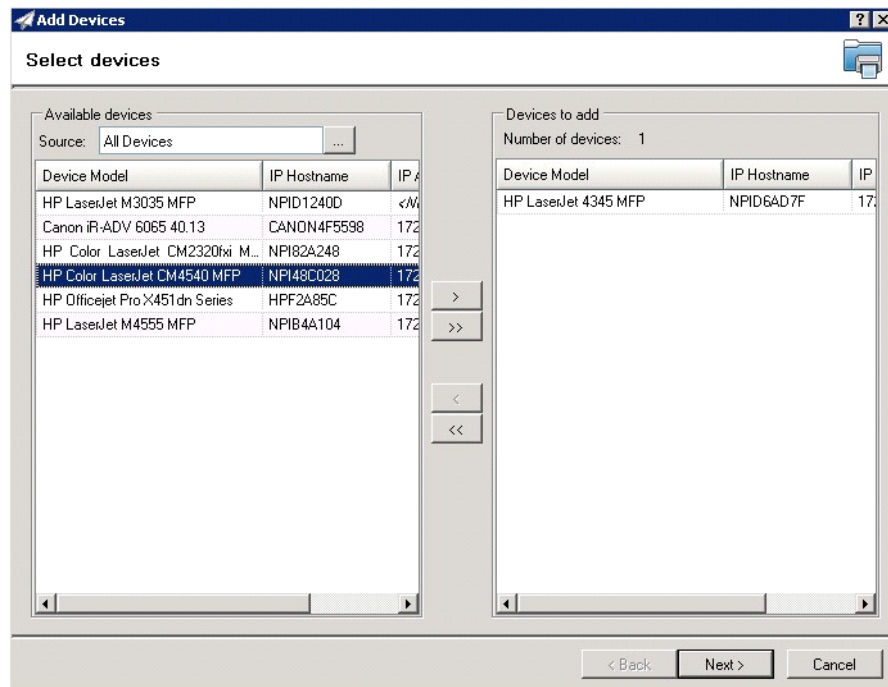 Add Devices
Select devices
Available devices
Source: All Devices ...
Device Model IP Hostname IP
HP LaserJet M3035 MFP NPID1240D
Canon iR-ADV 6065 40.13 CANON4F5598 172
HP Color LaserJet CM2320fxi M... NPI82A248 172
HP Color LaserJet CM4540 MFP NPI48C028 172
HP Officejet Pro X451dn Series HPF2A85C 172
HP LaserJet M4555 MFP NPIB4A104 172
>
>>
<
<<
Devices to add
Number of devices: 1
Device Model IP Hostname IP
HP LaserJet 4345 MFP NPID6AD7F 17
< Back Next > Cancel